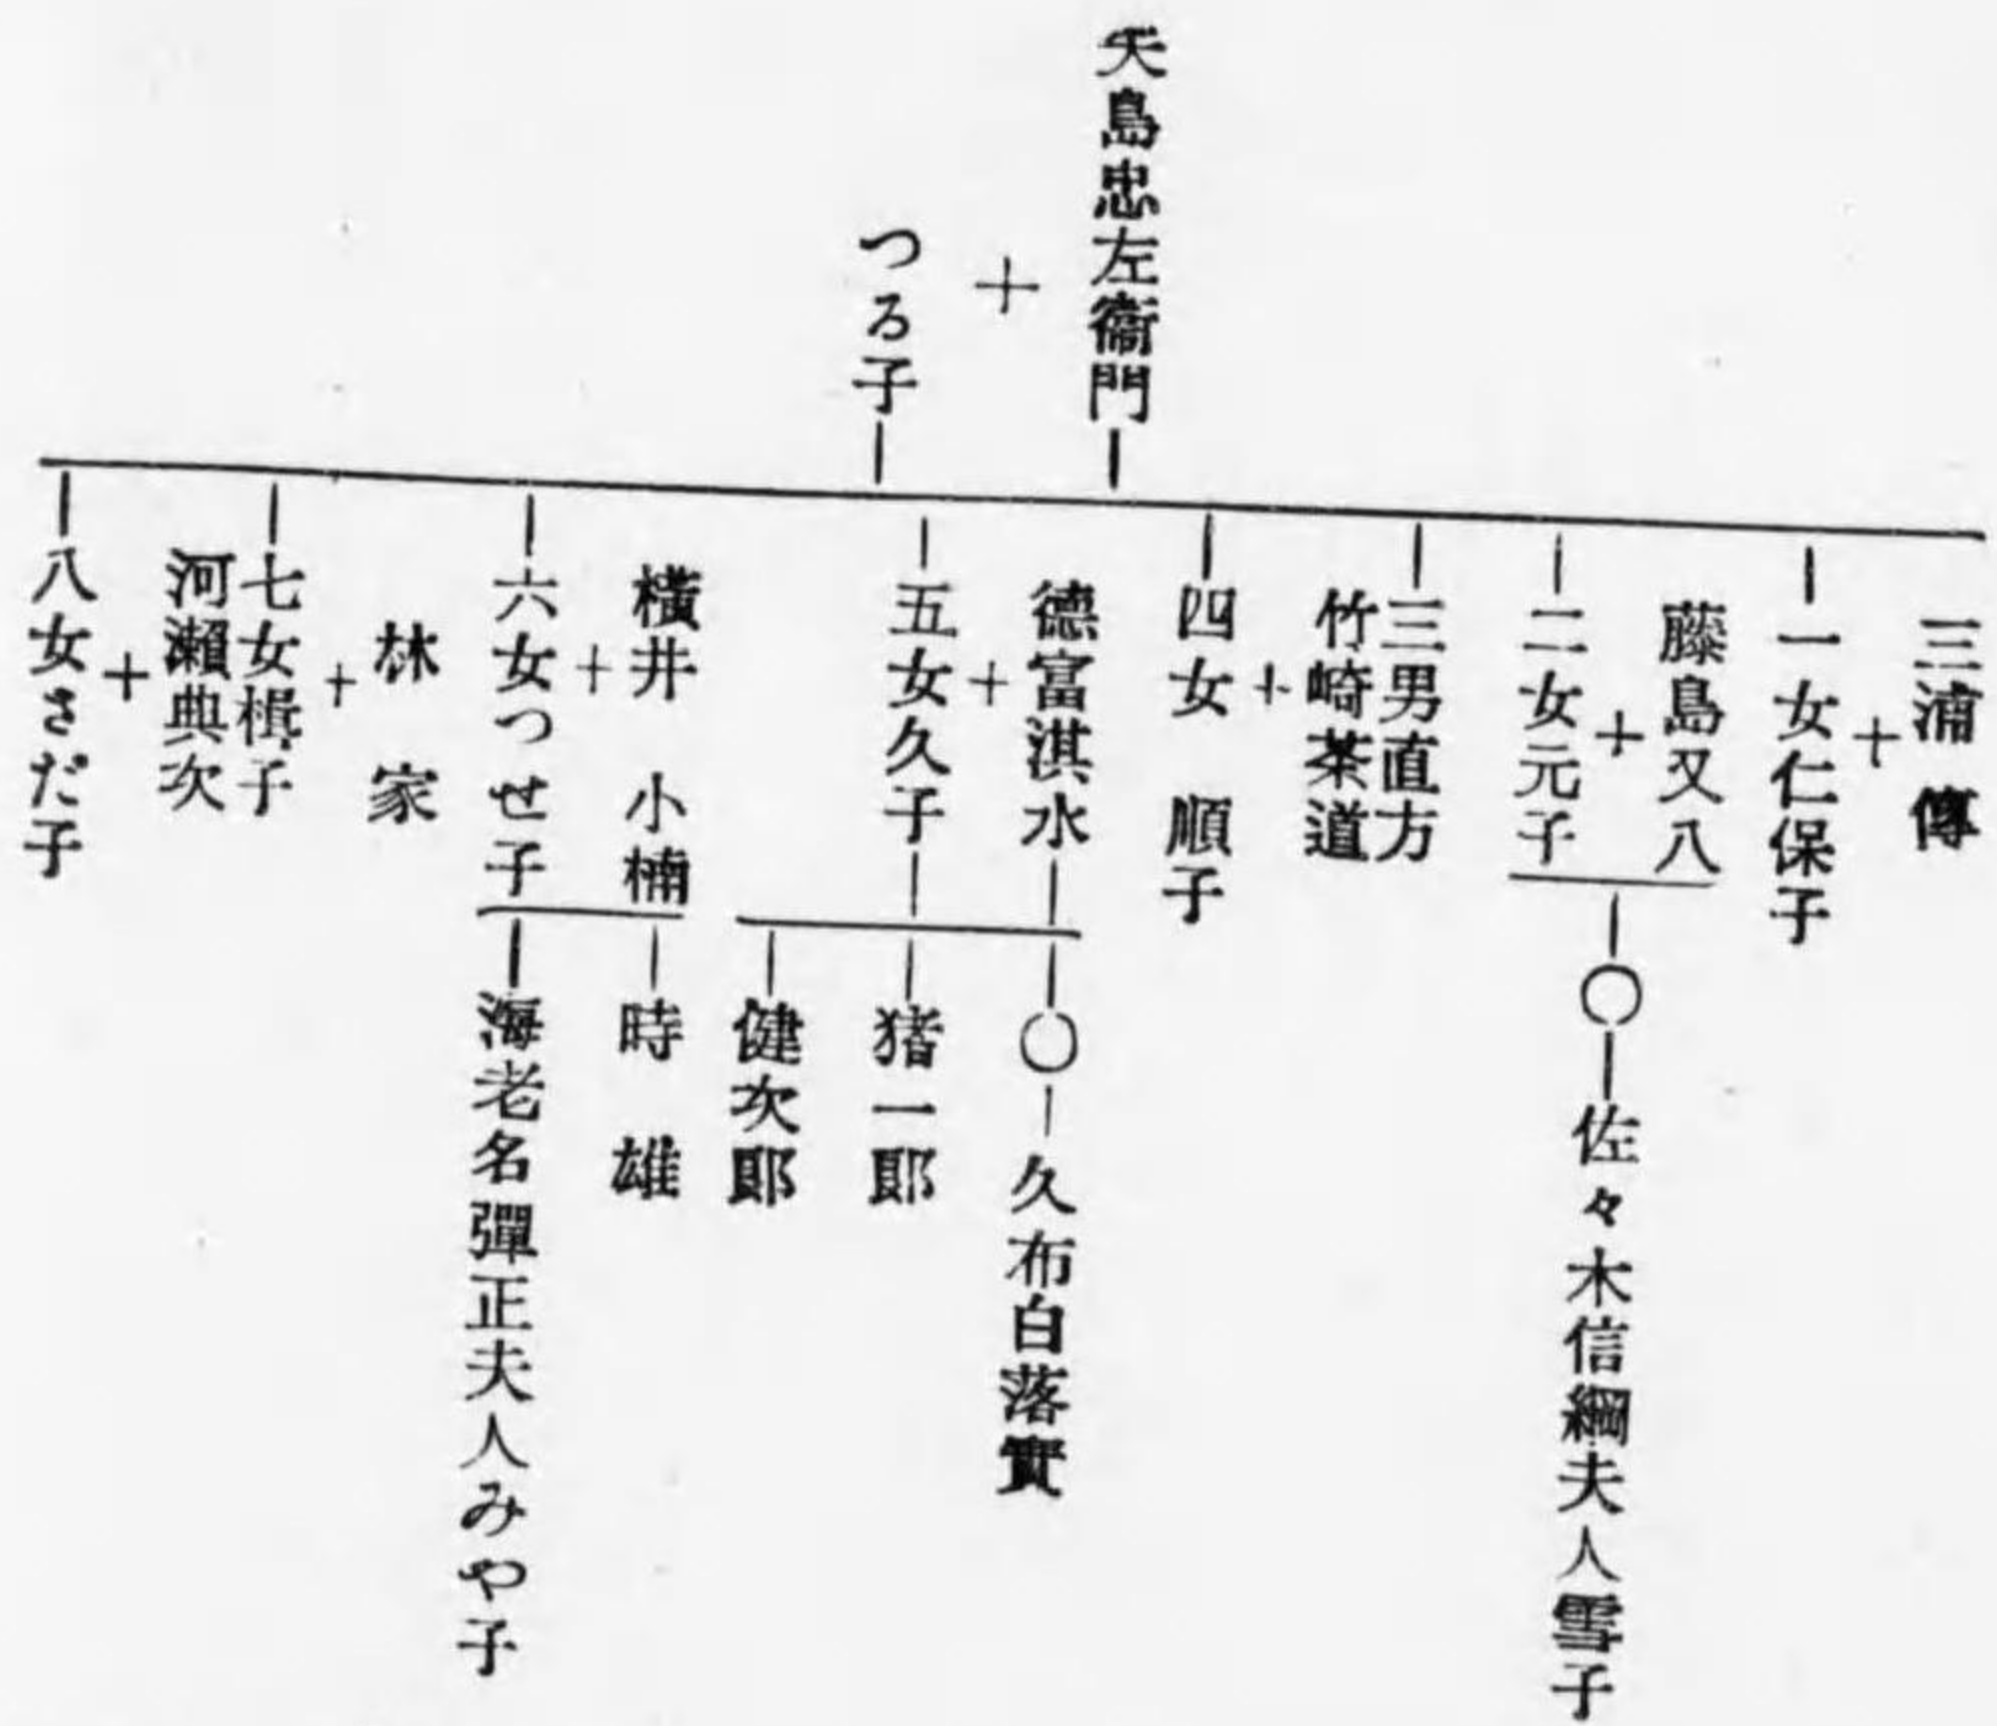 矢島忠左衞門
+
つる子
三浦傳
+
一女仁保子
藤島又八
+
二女元子
三男直方
竹崎茶道
+
四女順子
德富淇水
+
五女久子
橫井小楠
+
六女つせ子
林家
+
七女楫子
河瀨典次
+
八女さだ子
〇
佐々木信綱夫人雪子
〇
久布白落實
猪一郎
健次郎
時雄
海老名彈正夫人みや子